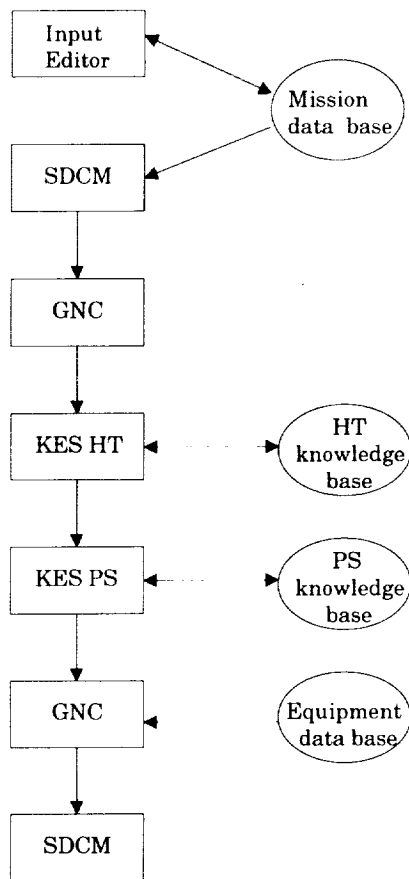 Input
Editor
Mission
data base
SDCM
GNC
KES HT
HT
knowledge
base
KES PS
PS
knowledge
base
GNC
Equipment
data base
SDCM